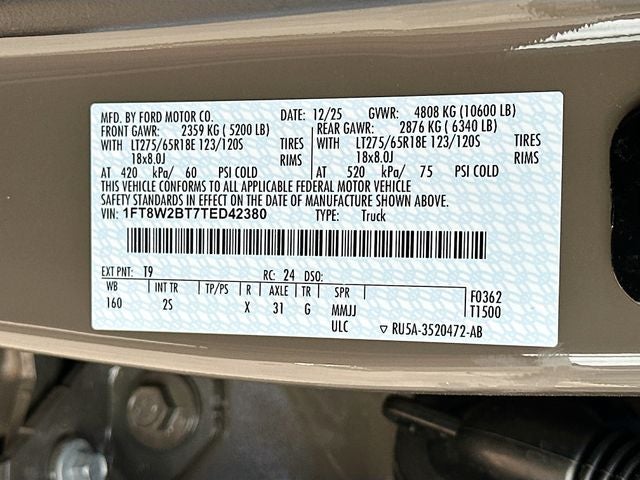 MFD. BY FORD MOTOR CO. DATE: 12/25 GVWR: 4808 KG (10600 LB)
FRONT GAWR: 2359 KG ( 5200 LB) REAR GAWR: 2876 KG ( 6340 LB)
WITH LT275/65R18E 123/120S TIRES WITH LT275/65R18E 123/120S TIRES
18x8.0J RIMS 18x8.0J RIMS
AT 420 kPa/ 60 PSI COLD AT 520 kPa/ 75 PSI COLD
THIS VEHICLE CONFORMS TO ALL APPLICABLE FEDERAL MOTOR VEHICLE
SAFETY STANDARDS IN EFFECT ON THE DATE OF MANUFACTURE SHOWN ABOVE.
VIN: 1FT8W2BT7TED42380 TYPE: Truck
EXT PNT: T9 RC: 24 DSO:
WB INT TR TP/PS R AXLE TR SPR F0362
160 2S X 31 G MMJJ T1500
ULC ▽ RU5A-3520472-AB